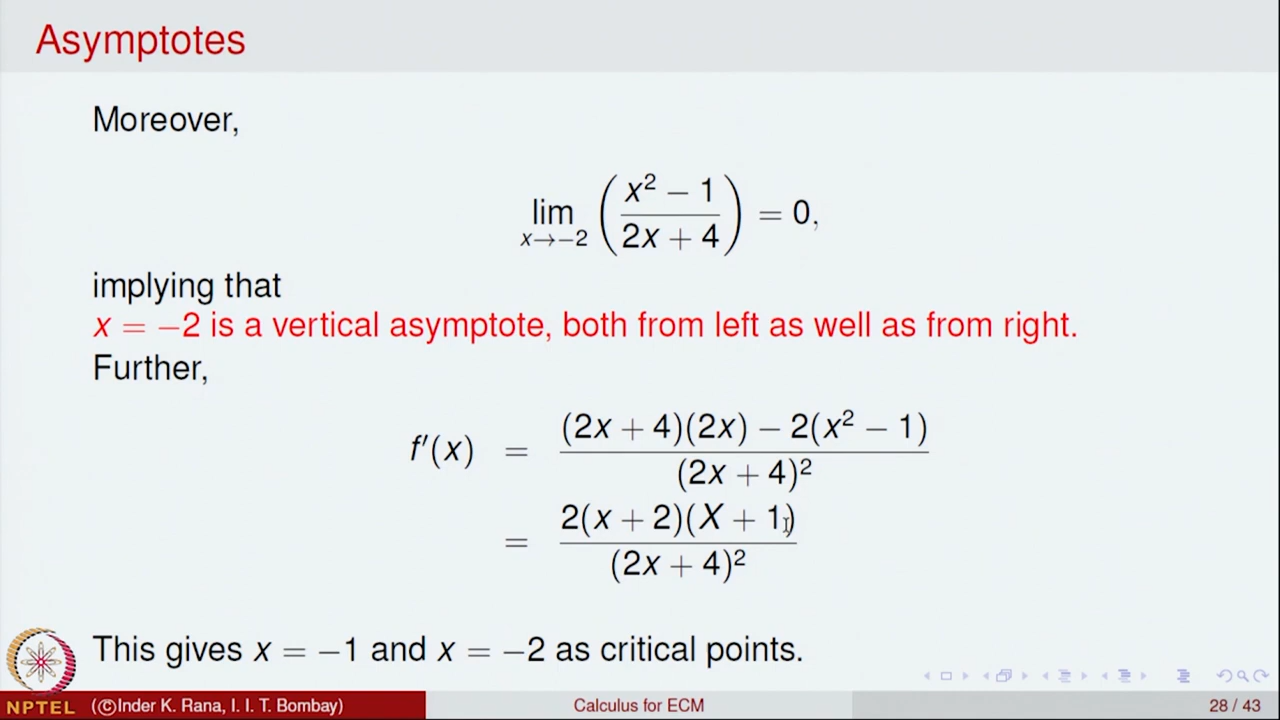 Asymptotes
Moreover,
lim x→−2 ( (x² − 1) / (2x + 4) ) = 0,
implying that
x = −2 is a vertical asymptote, both from left as well as from right.
Further,
f′(x) = ((2x + 4)(2x) − 2(x² − 1)) / (2x + 4)²
= (2(x + 2)(X + 1)) / (2x + 4)²
This gives x = −1 and x = −2 as critical points.
NPTEL (©Inder K. Rana, I. I. T. Bombay) Calculus for ECM 28 / 43